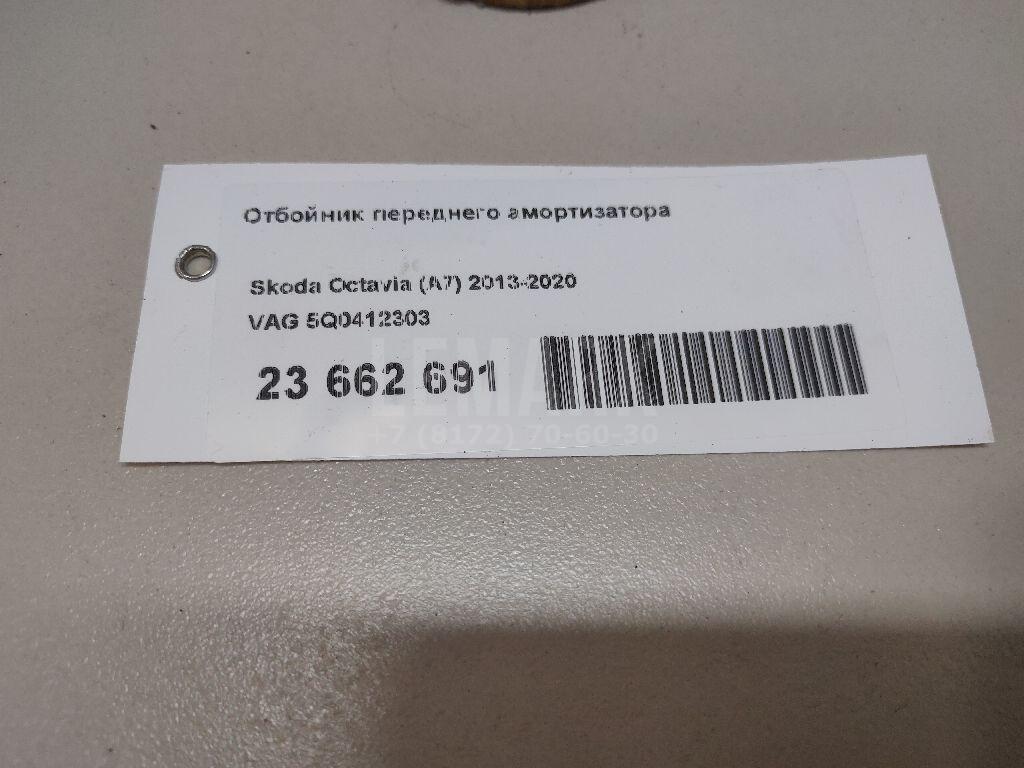 Отбойник переднего амортизатора
Skoda Octavia (A7) 2013-2020
VAG 5Q0412303
23 662 691
+7 (8172) 70-60-30